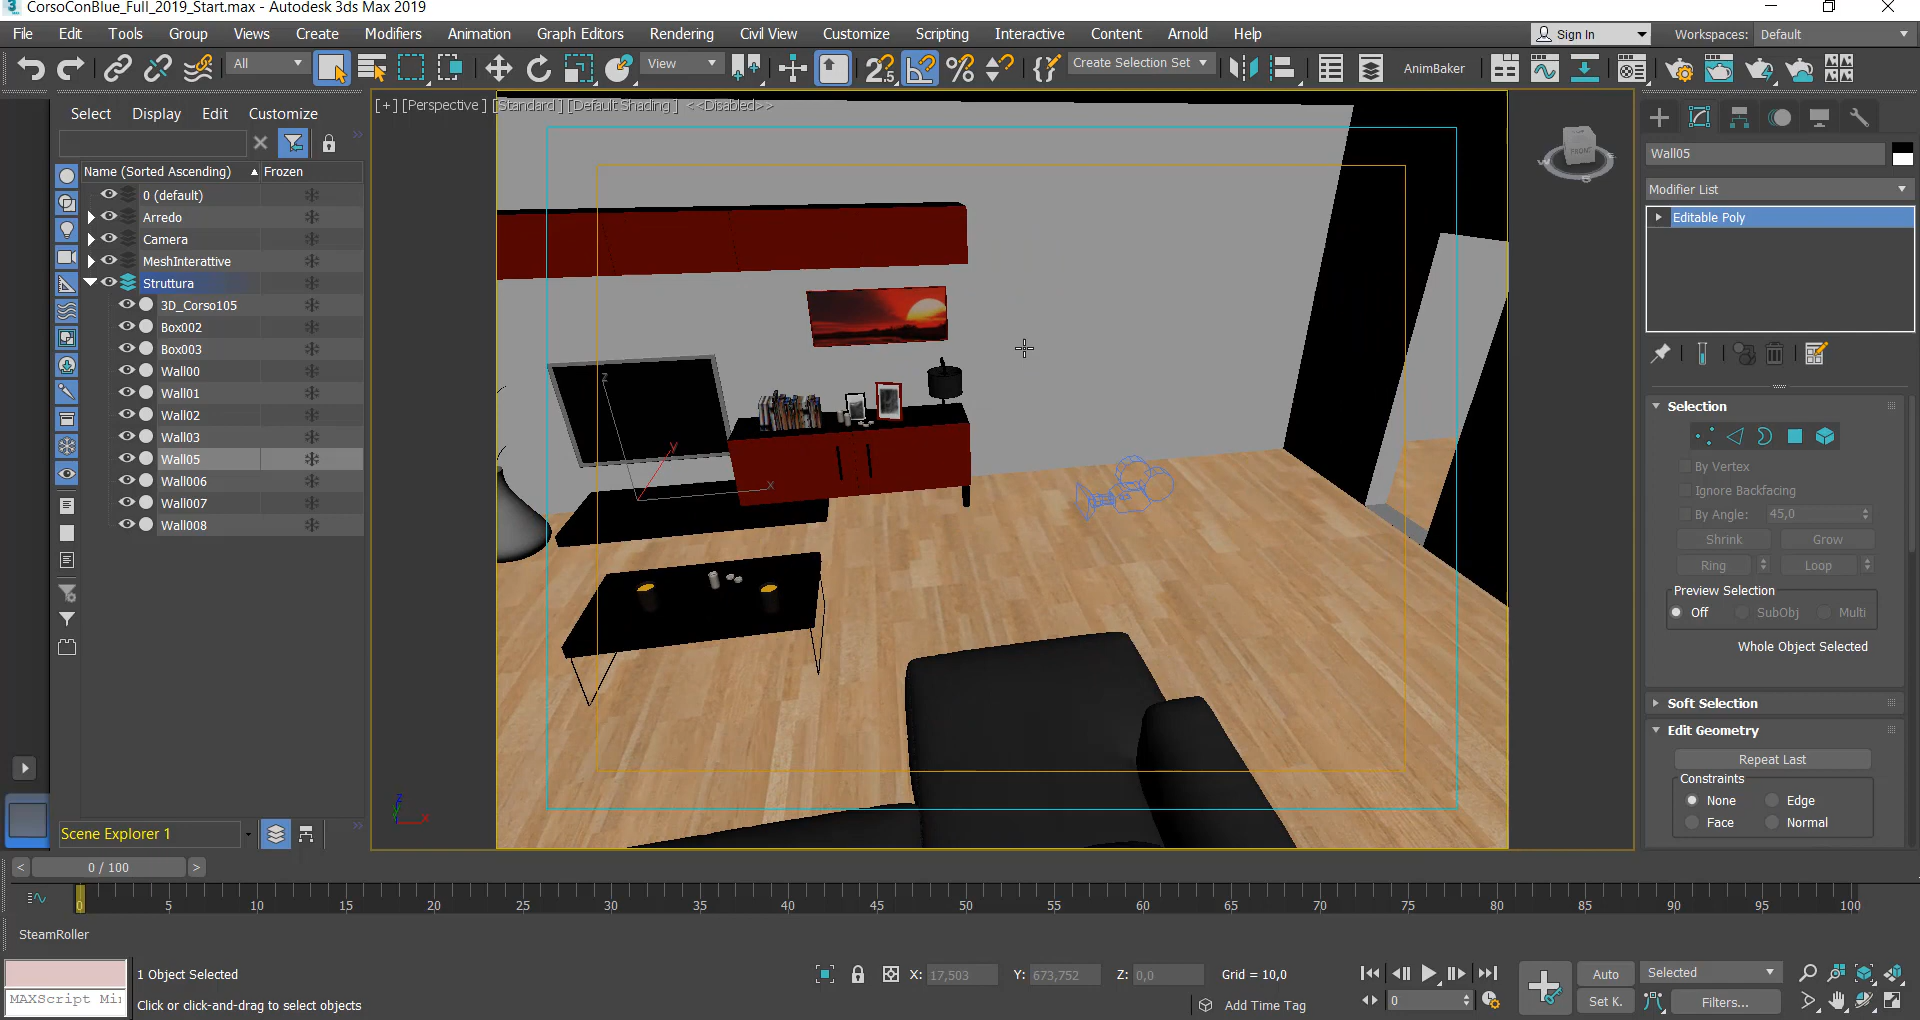 CorsoConBlue_Full_2019_Start.max - Autodesk 3ds Max 2019
File Edit Tools Group Create Modifiers Animation Graph Editors Rendering Civil View Customize Scripting Interactive Content Arnold Help Sign In Workspaces: Default
All View 2.5 Create Selection Set AnimBaker
Select Display Edit Customize
[+] [Perspective ] [Standard ] [Default Shading ] <<Disabled>>
Name (Sorted Ascending) Frozen
0 (default)
Arredo
Camera
MeshInterattive
Struttura
3D_Corso105
Box002
Box003
Wall00
Wall01
Wall02
Wall03
Wall05
Wall006
Wall007
Wall008
Scene Explorer 1
z
y
x
z
x
FRONT
W
S
Wall05
Modifier List
Editable Poly
Selection
By Vertex
Ignore Backfacing
By Angle: 45,0
Shrink Grow
Ring Loop
Preview Selection
Off SubObj Multi
Whole Object Selected
Soft Selection
Edit Geometry
Repeat Last
Constraints
None Edge
Face Normal
< 0 / 100 >
0 5 10 15 20 25 30 35 40 45 50 55 60 65 70 75 80 85 90 95 100
SteamRoller
1 Object Selected X: 17,503 Y: 673,752 Z: 0,0 Grid = 10,0 Auto Selected
MAXScript Mi Click or click-and-drag to select objects Add Time Tag 0 Set K. Filters...